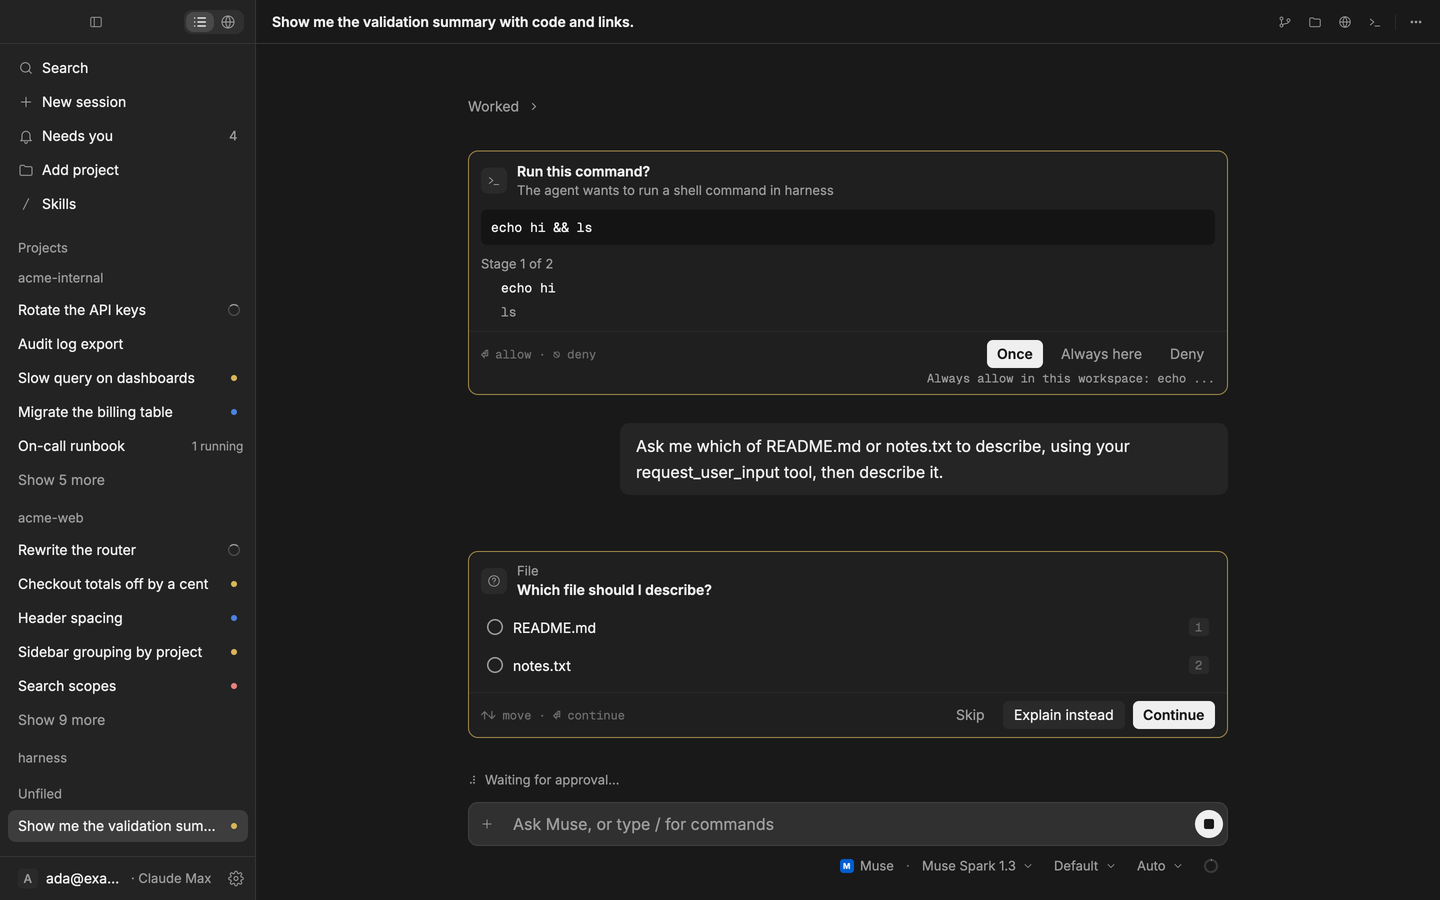 Show me the validation summary with code and links.
Search
New session
Needs you 4
Add project
Skills
Projects
acme-internal
Rotate the API keys
Audit log export
Slow query on dashboards
Migrate the billing table
On-call runbook 1 running
Show 5 more
acme-web
Rewrite the router
Checkout totals off by a cent
Header spacing
Sidebar grouping by project
Search scopes
Show 9 more
harness
Unfiled
Show me the validation sum...
A ada@exa... · Claude Max
Worked
Run this command?
The agent wants to run a shell command in harness
echo hi && ls
Stage 1 of 2
echo hi
ls
allow · deny
Once Always here Deny
Always allow in this workspace: echo ...
Ask me which of README.md or notes.txt to describe, using your
request_user_input tool, then describe it.
File
Which file should I describe?
README.md 1
notes.txt 2
move · continue
Skip Explain instead Continue
Waiting for approval...
Ask Muse, or type / for commands
M Muse · Muse Spark 1.3 Default Auto